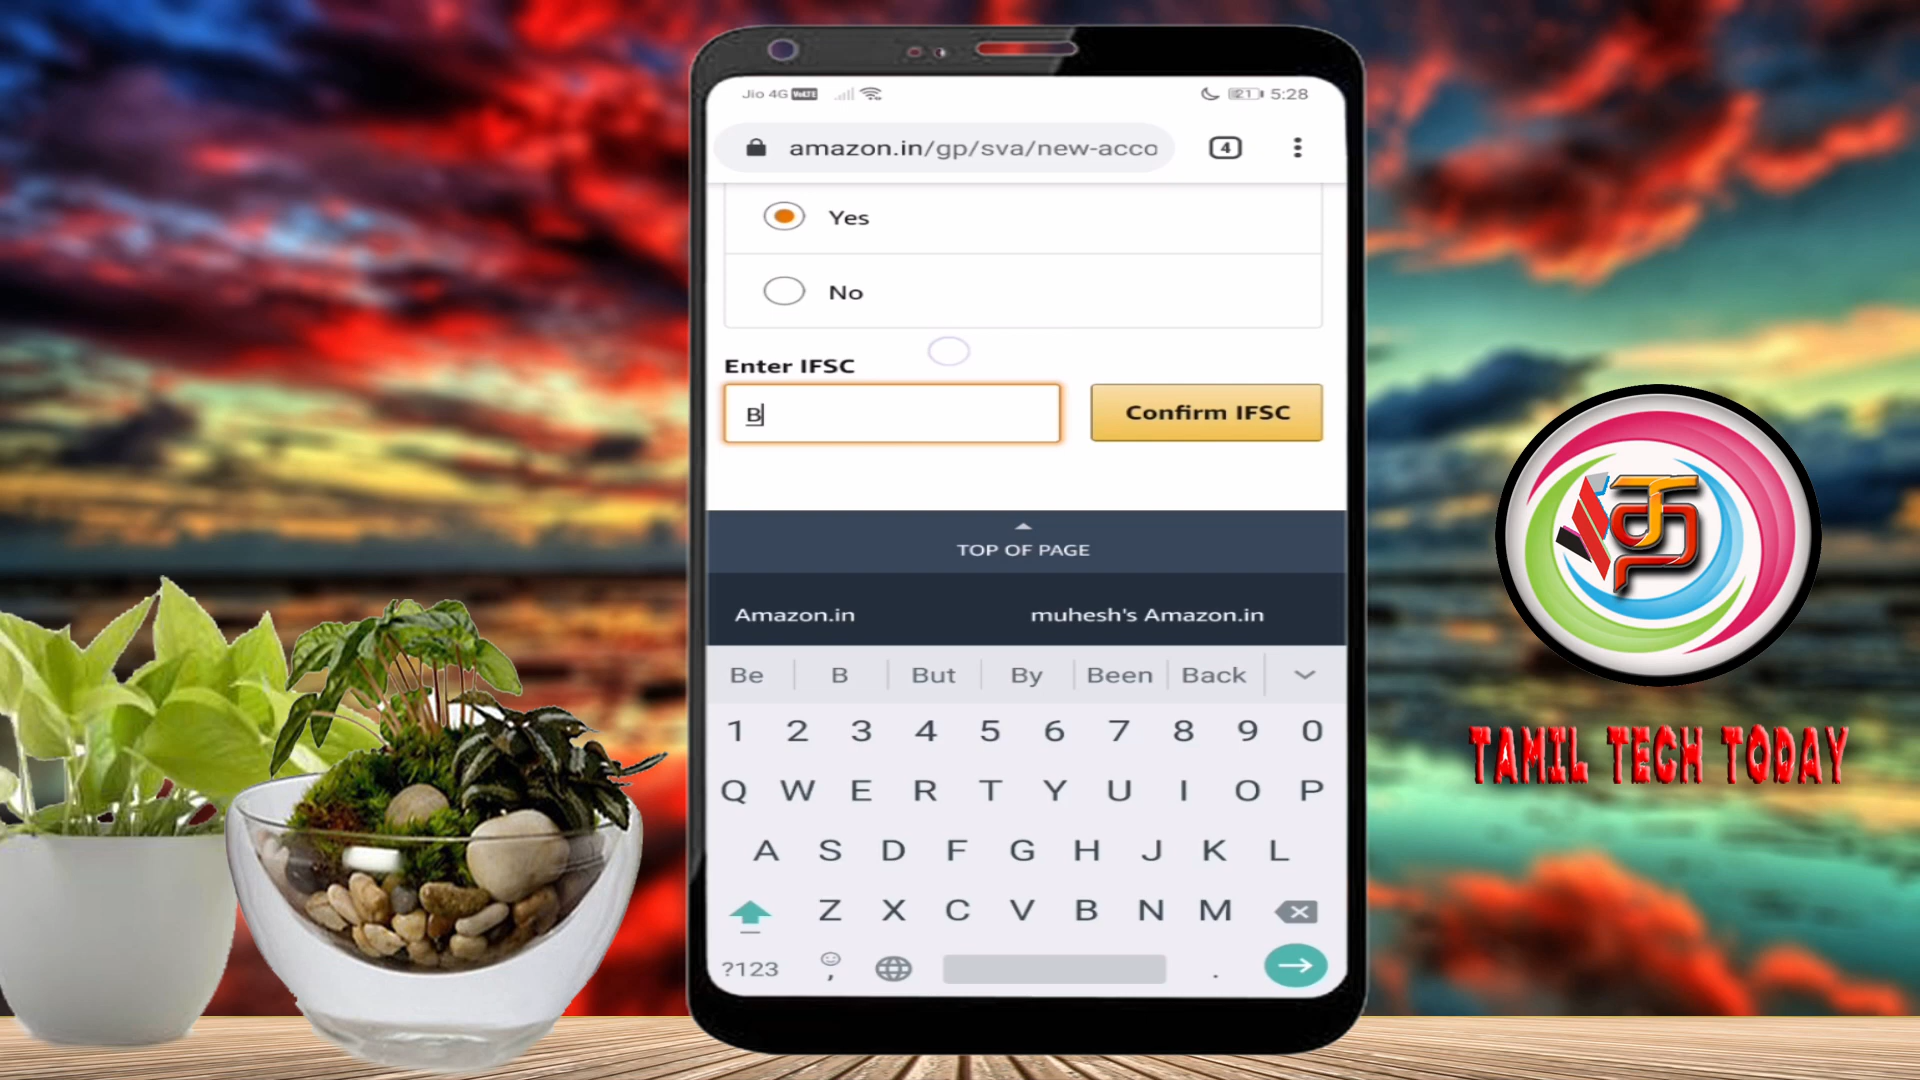 Jio 4G VoLTE
21 5:28
amazon.in/gp/sva/new-acco
4
Yes
No
Enter IFSC
B
Confirm IFSC
TOP OF PAGE
Amazon.in
muhesh's Amazon.in
Be B But By Been Back
1 2 3 4 5 6 7 8 9 0
Q W E R T Y U I O P
A S D F G H J K L
Z X C V B N M
?123 , .
த
TAMIL TECH TODAY